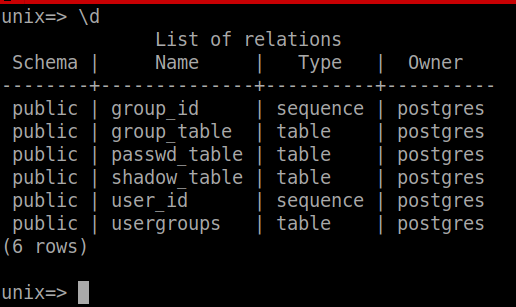 unix=> \d
List of relations
Schema | Name | Type | Owner
--------+--------------+----------+----------
public | group_id | sequence | postgres
public | group_table | table | postgres
public | passwd_table | table | postgres
public | shadow_table | table | postgres
public | user_id | sequence | postgres
public | usergroups | table | postgres
(6 rows)
unix=>